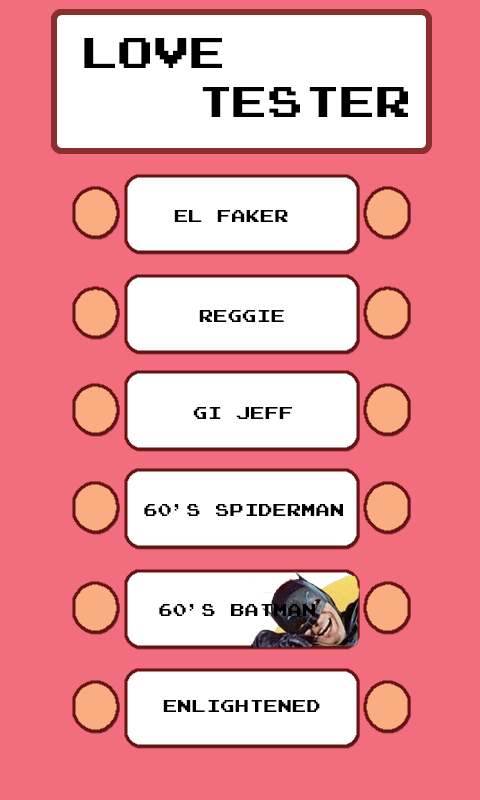 LOVE
TESTER
EL FAKER
REGGIE
GI JEFF
60'S SPIDERMAN
60'S BATMAN
ENLIGHTENED